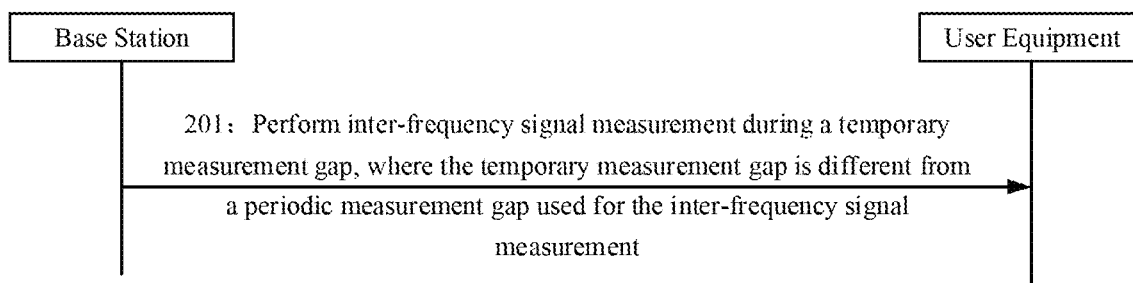 Base Station
User Equipment
201: Perform inter-frequency signal measurement during a temporary
measurement gap, where the temporary measurement gap is different from
a periodic measurement gap used for the inter-frequency signal
measurement